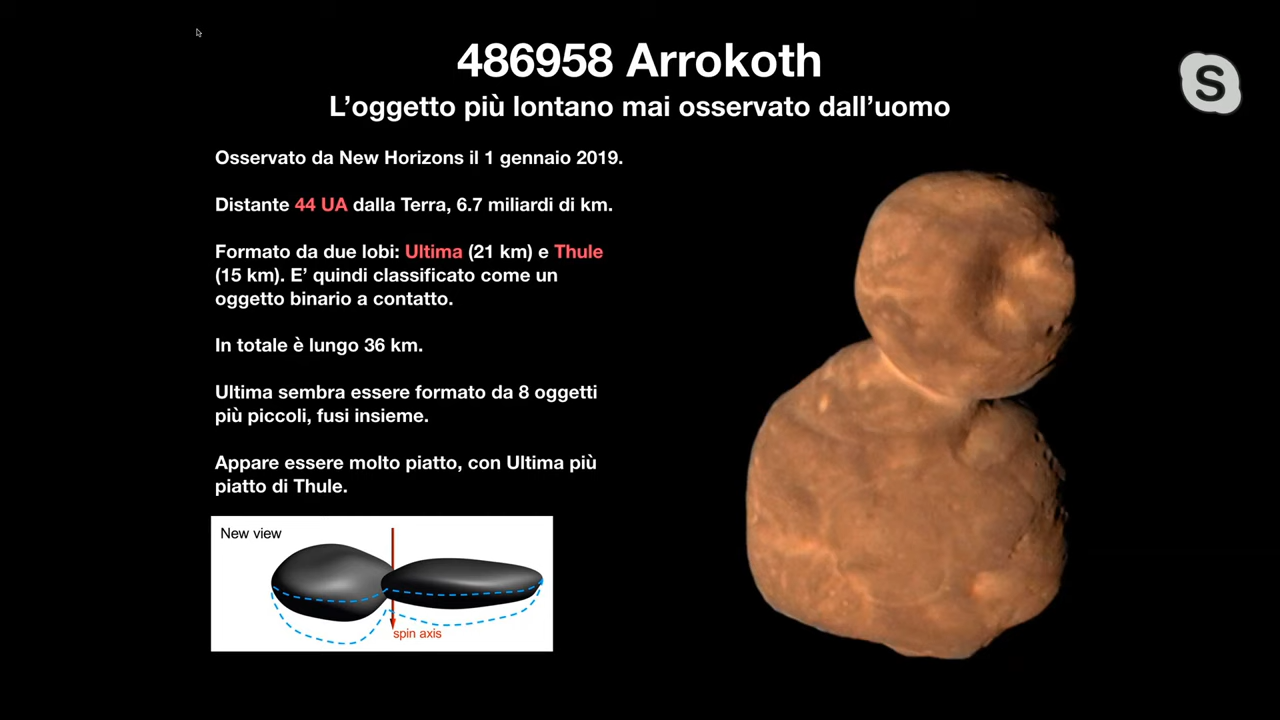 486958 Arrokoth
L’oggetto più lontano mai osservato dall’uomo
S
Osservato da New Horizons il 1 gennaio 2019.
Distante 44 UA dalla Terra, 6.7 miliardi di km.
Formato da due lobi: Ultima (21 km) e Thule
(15 km). E’ quindi classificato come un
oggetto binario a contatto.
In totale è lungo 36 km.
Ultima sembra essere formato da 8 oggetti
più piccoli, fusi insieme.
Appare essere molto piatto, con Ultima più
piatto di Thule.
New view
spin axis